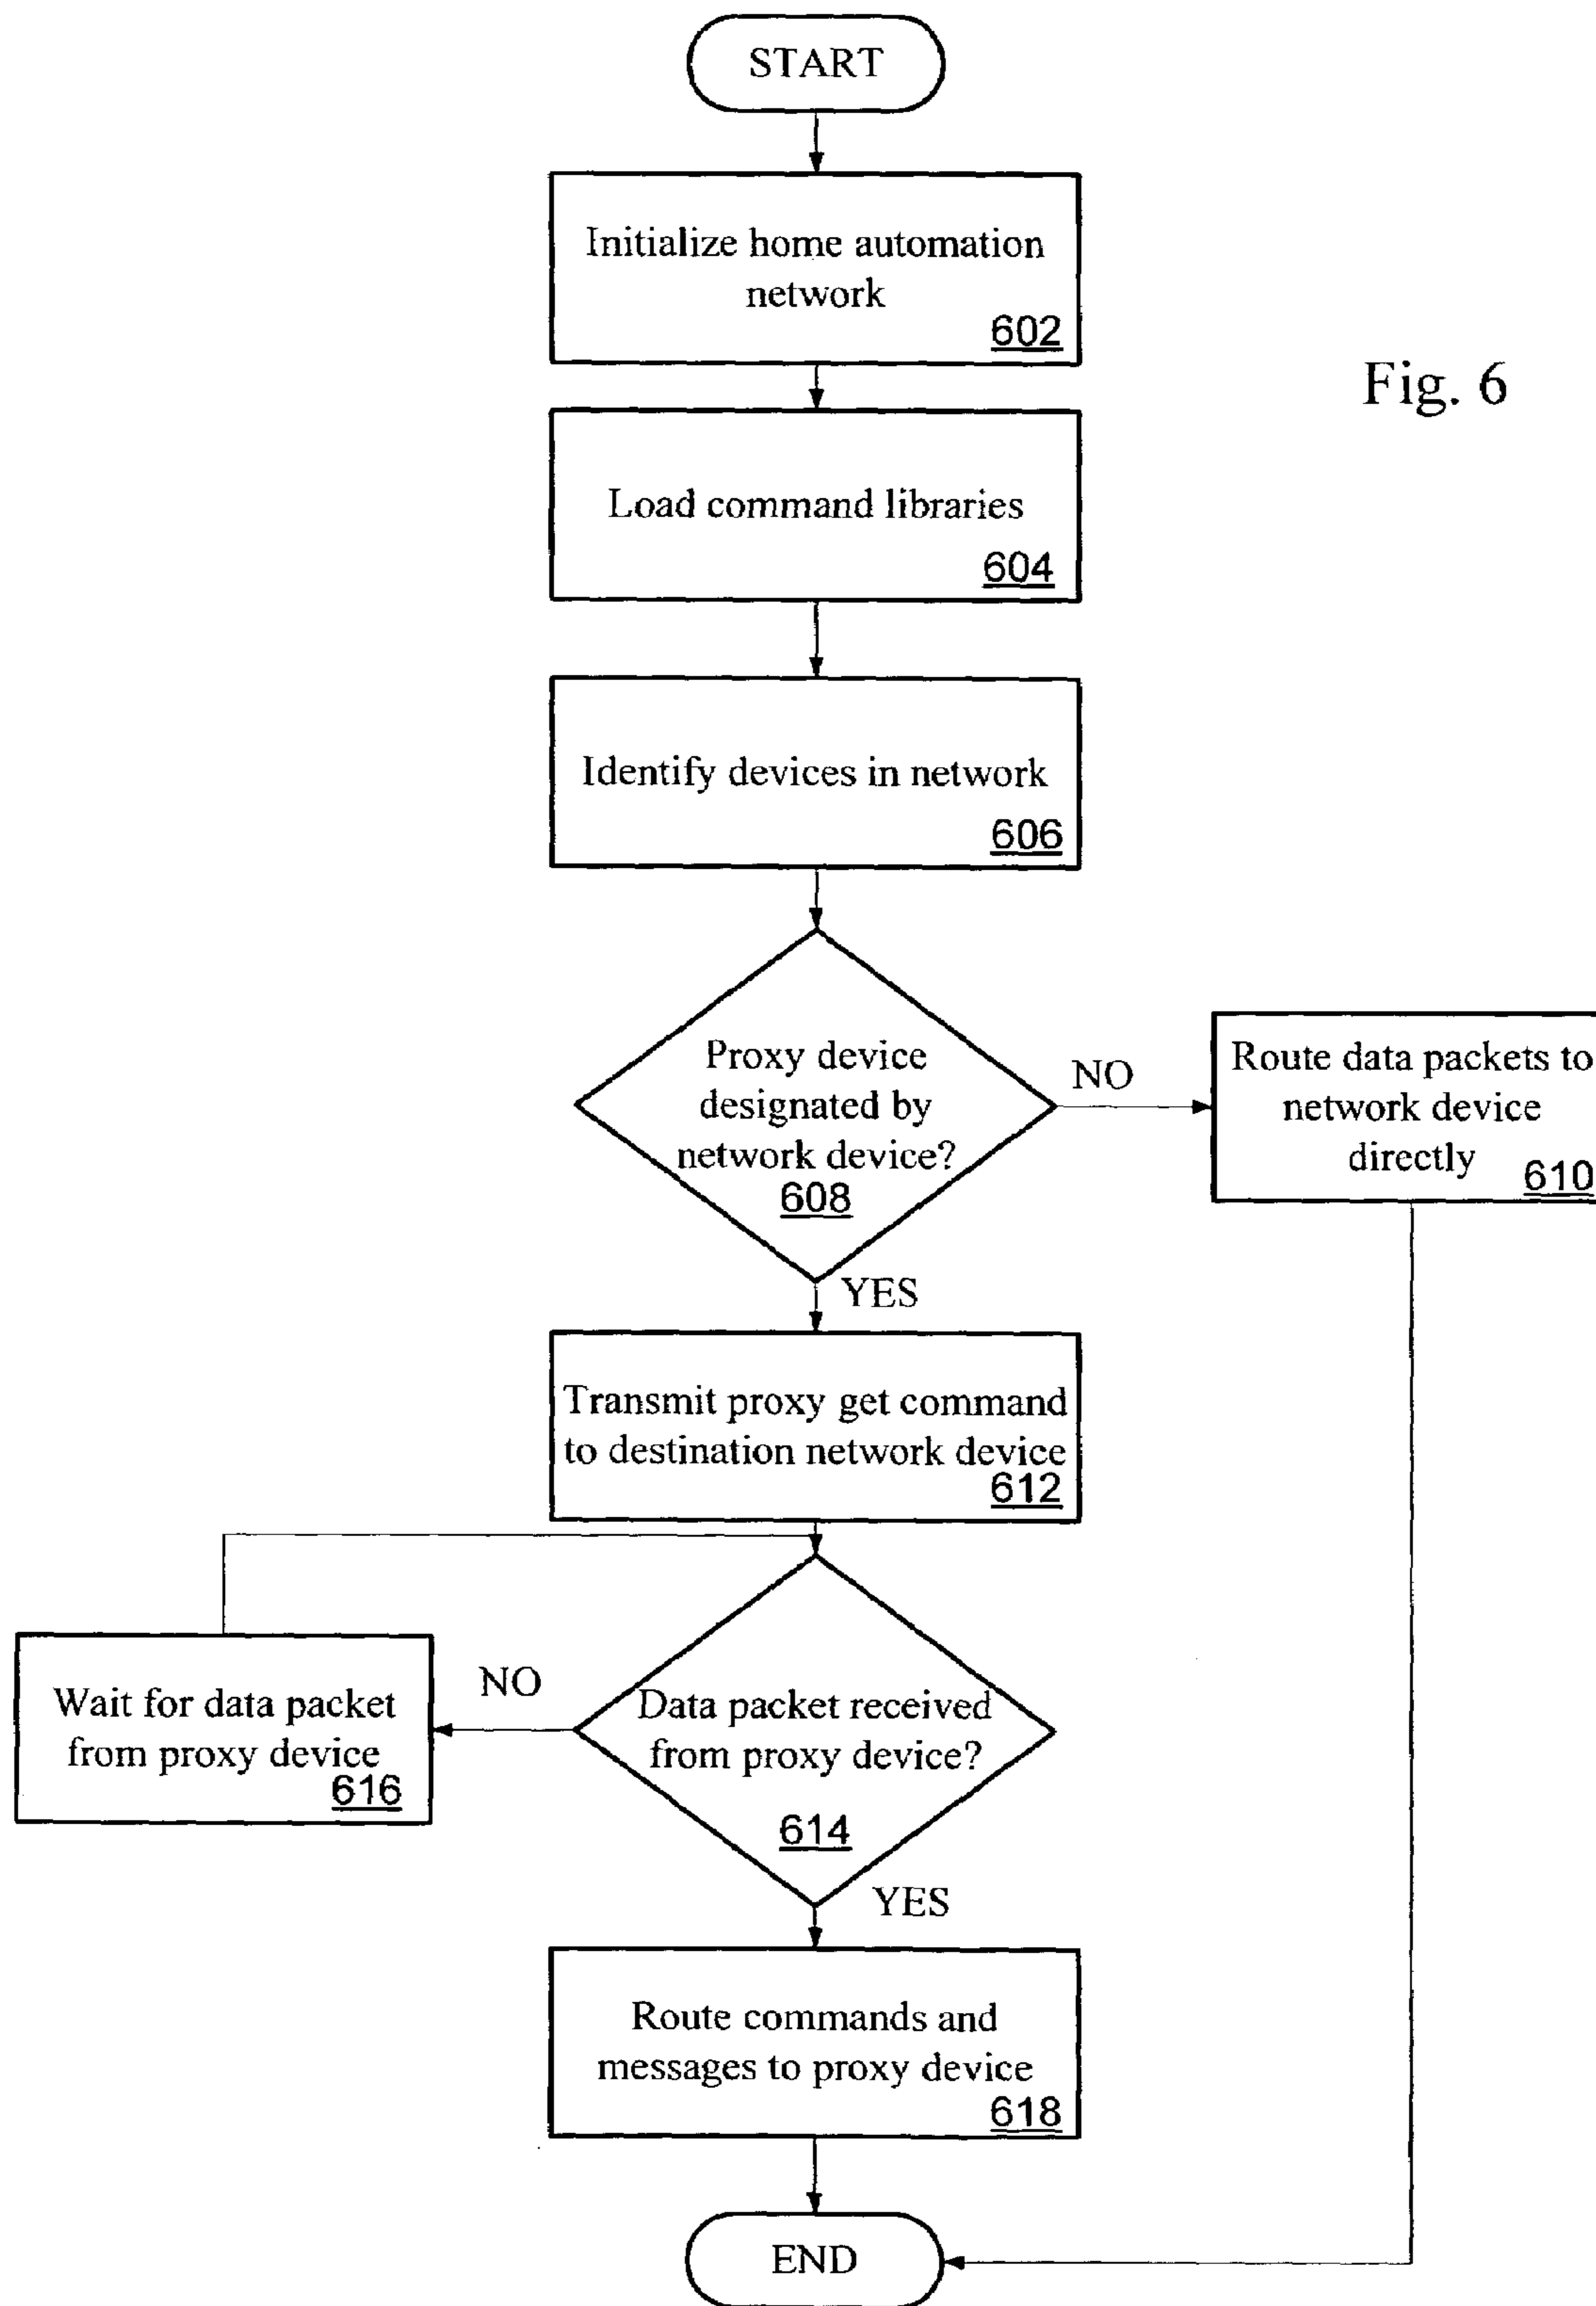 START
Initialize home automation
network
602
Fig. 6
Load command libraries
604
Identify devices in network
606
Proxy device
designated by
network device?
608
NO
Route data packets to
network device
directly
610
YES
Transmit proxy get command
to destination network device
612
Wait for data packet
from proxy device
616
NO
Data packet received
from proxy device?
614
YES
Route commands and
messages to proxy device
618
END